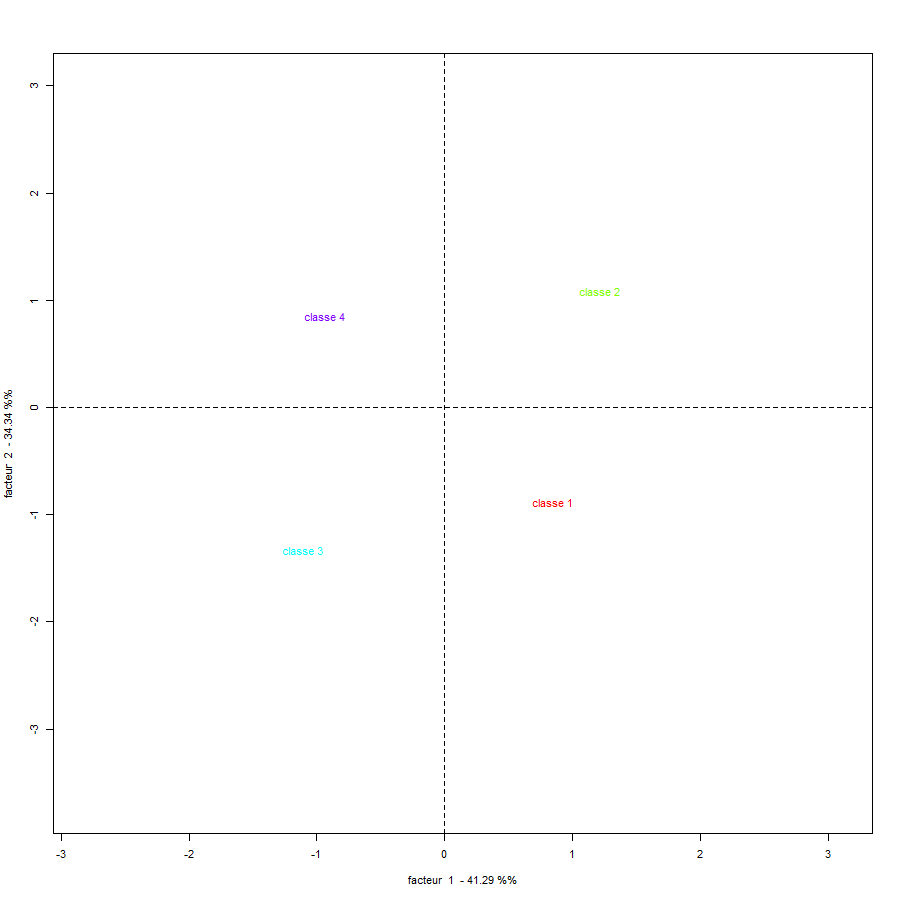 3
2
classe 2
1
classe 4
0
facteur 2 - 34.34 %%
classe 1
-1
classe 3
-2
-3
-3 -2 -1 0 1 2 3
facteur 1 - 41.29 %%